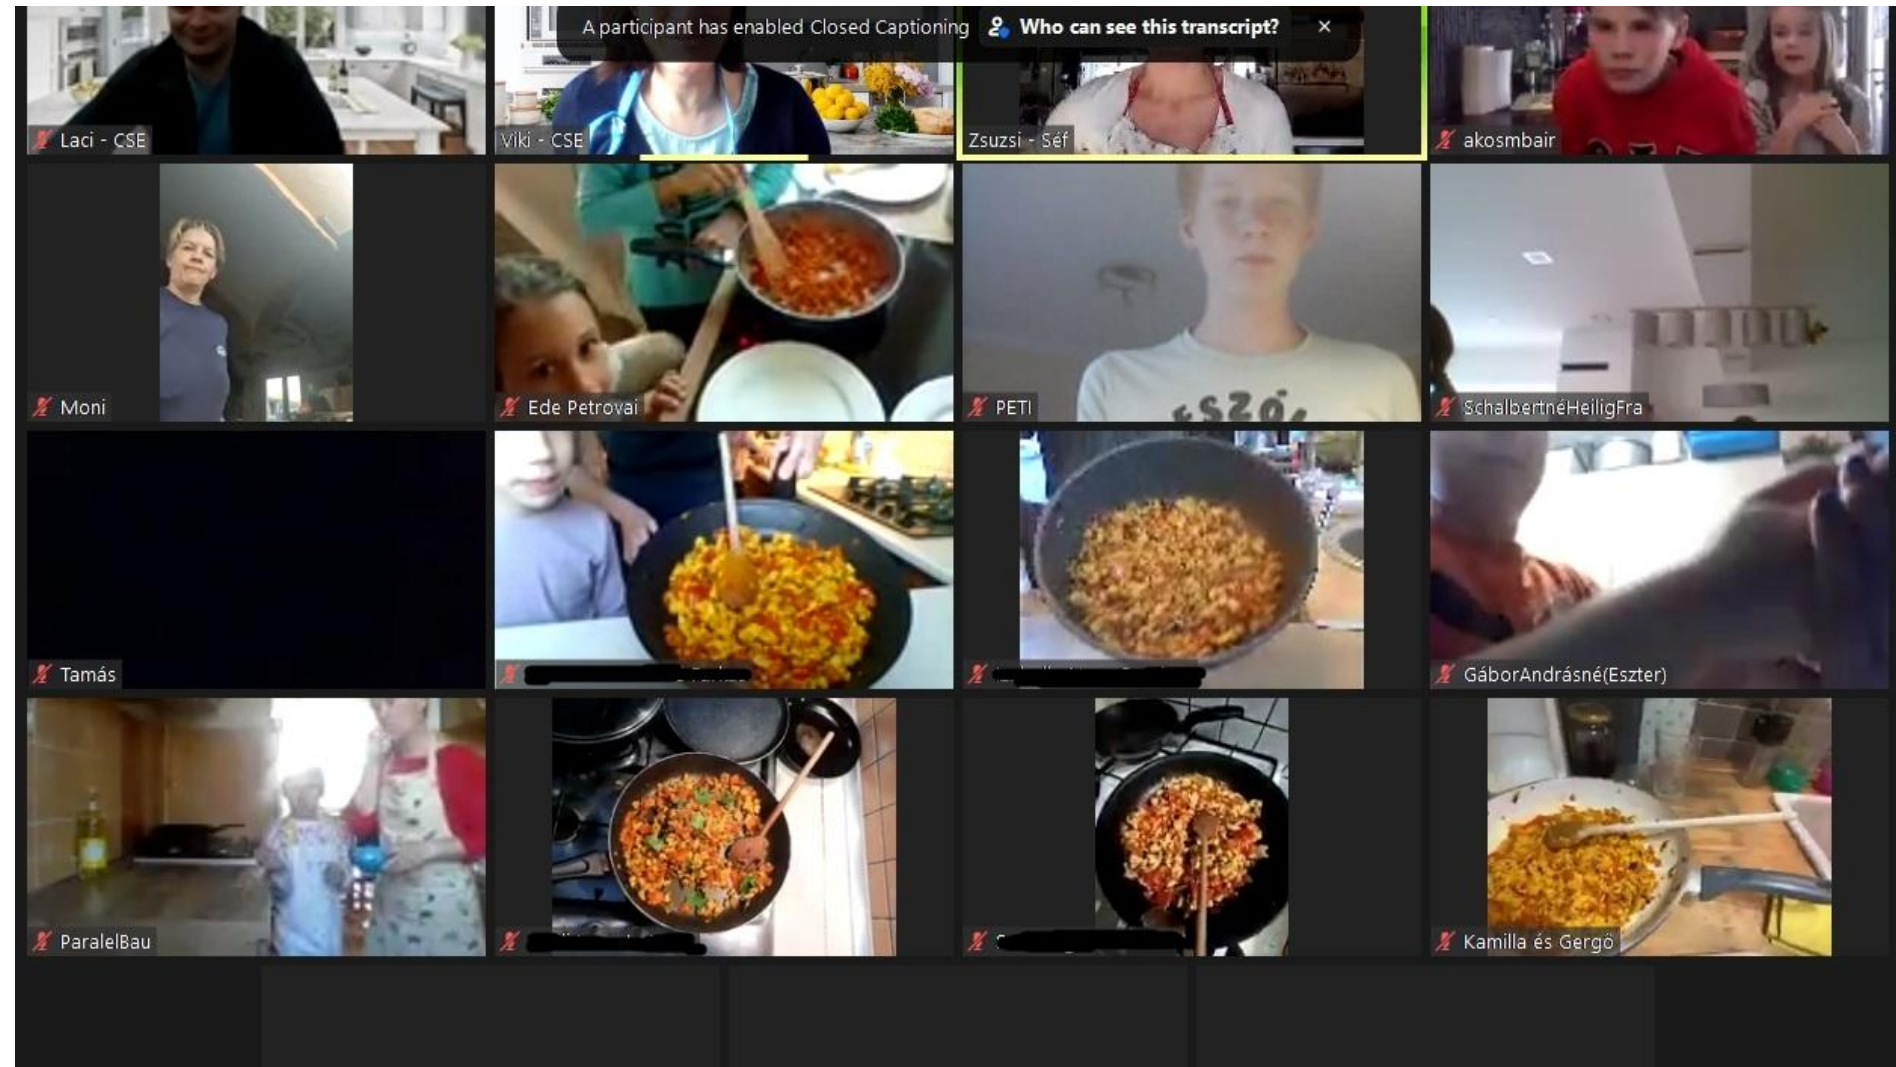 A participant has enabled Closed Captioning Who can see this transcript? ×
Laci - CSE
Viki - CSE
Zsuzsi - Séf
akosmbair
Moni
Ede Petrovai
PETI
SchalbertnéHeiligFra
Tamás
GáborAndrásné(Eszter)
ParalelBau
Kamilla és Gergö